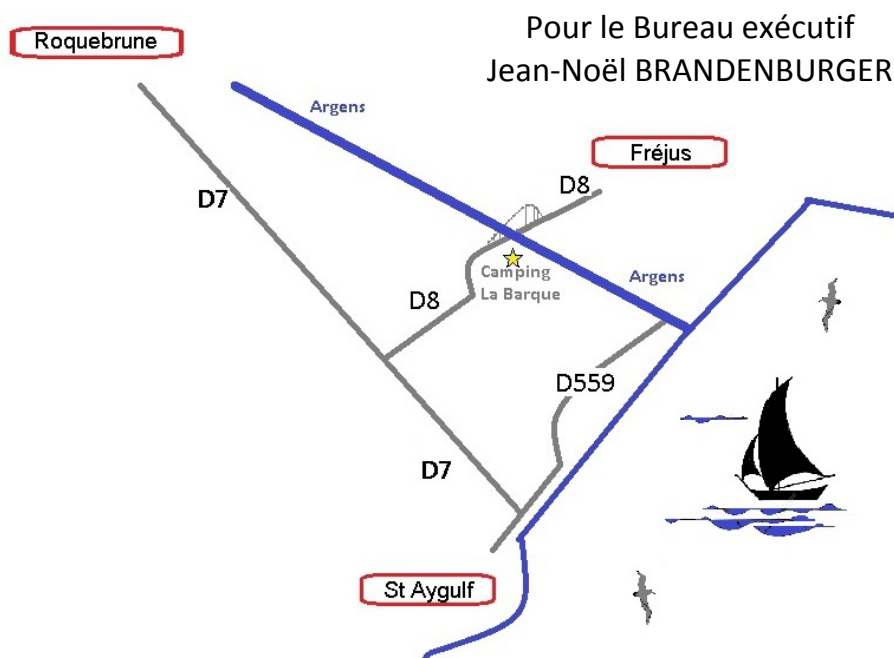 Pour le Bureau exécutif
Jean-Noël BRANDENBURGER
Roquebrune
Argens
Fréjus
D8
D7
Camping
La Barque
Argens
D8
D559
D7
St Aygulf